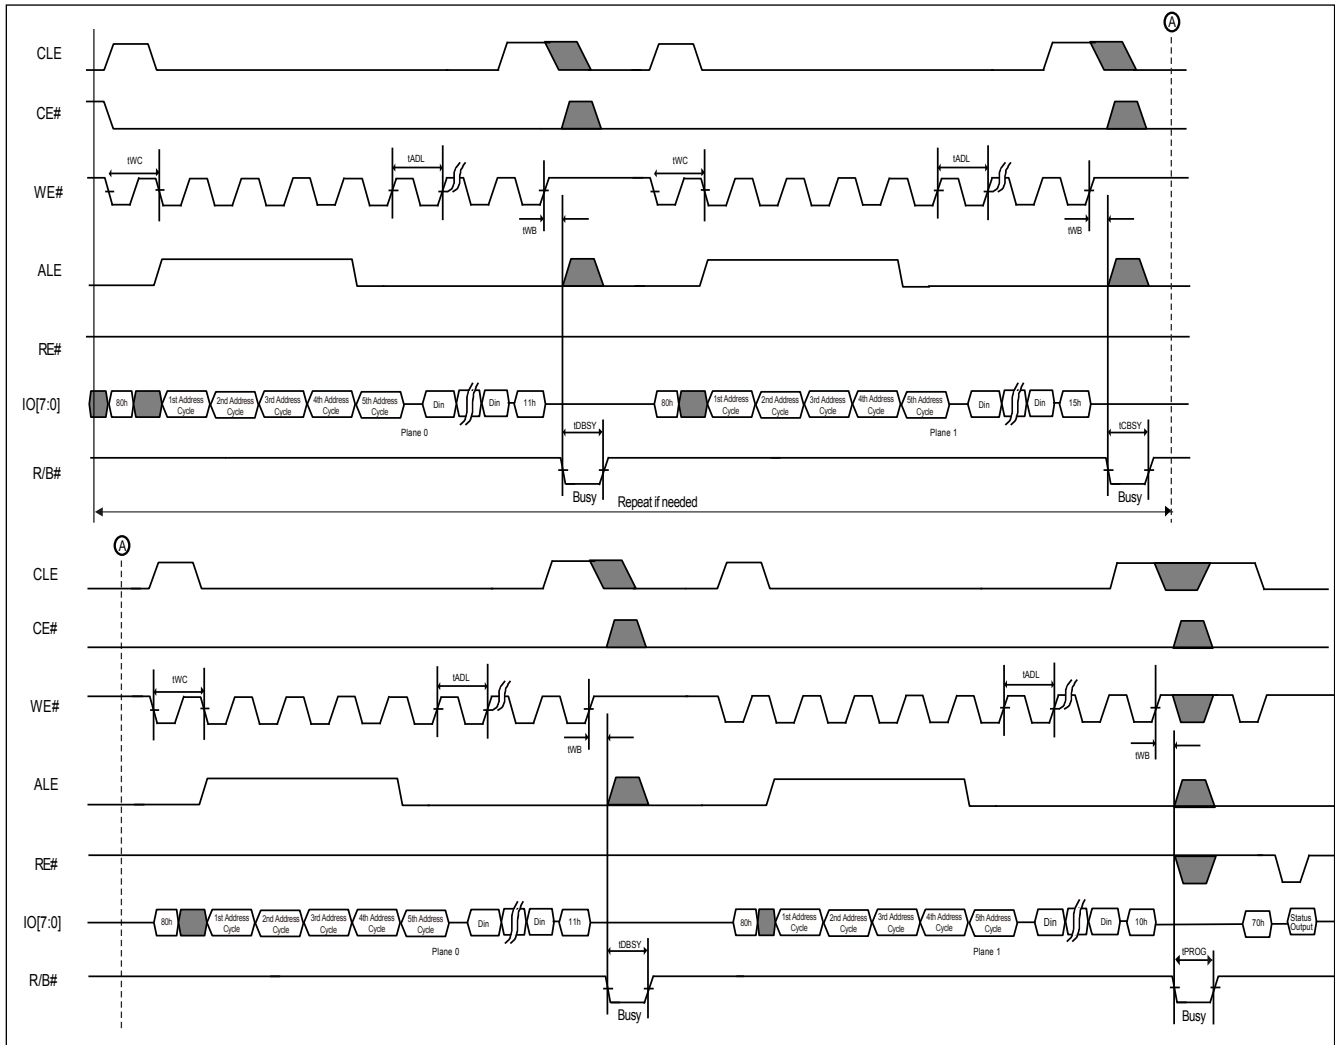 A
CLE
CE#
tWC
tADL
tWC
tADL
WE#
tWB
tWB
ALE
RE#
IO[7:0]
80h
1st Address Cycle
2nd Address Cycle
3rd Address Cycle
4th Address Cycle
5th Address Cycle
Din
Din
11h
80h
1st Address Cycle
2nd Address Cycle
3rd Address Cycle
4th Address Cycle
5th Address Cycle
Din
Din
15h
tDBSY
tCBSY
Plane 0
Plane 1
R/B#
Busy
Busy
Repeat if needed
A
CLE
CE#
tWC
tADL
tADL
WE#
tWB
tWB
ALE
RE#
IO[7:0]
80h
1st Address Cycle
2nd Address Cycle
3rd Address Cycle
4th Address Cycle
5th Address Cycle
Din
Din
11h
80h
1st Address Cycle
2nd Address Cycle
3rd Address Cycle
4th Address Cycle
5th Address Cycle
Din
Din
10h
70h
Status Output
tDBSY
tPROG
Plane 0
Plane 1
R/B#
Busy
Busy